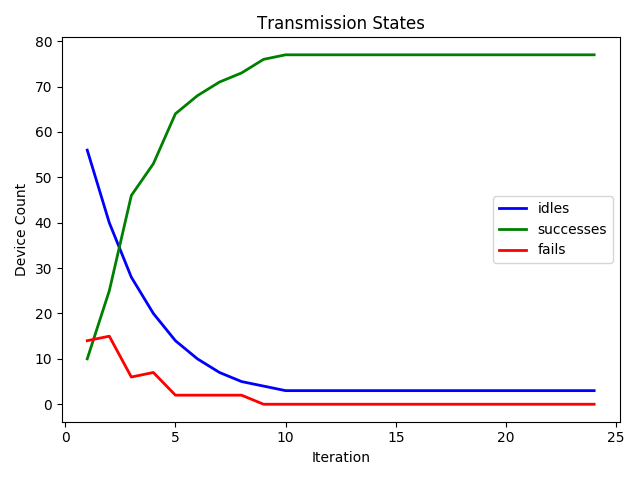 Transmission States
Device Count
80
70
60
50
40
30
20
10
0
idles
successes
fails
0 5 10 15 20 25
Iteration